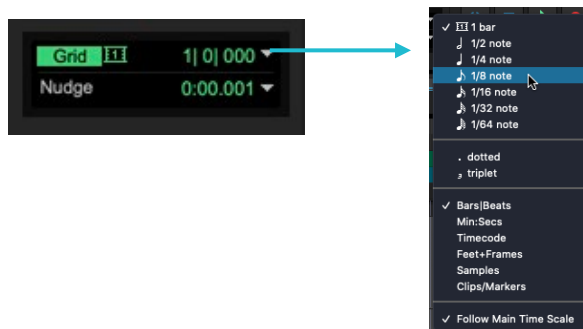 Grid 1| 0| 000
Nudge 0:00.001
✓ 1 bar
1/2 note
1/4 note
1/8 note
1/16 note
1/32 note
1/64 note
. dotted
3 triplet
✓ Bars|Beats
Min:Secs
Timecode
Feet+Frames
Samples
Clips/Markers
✓ Follow Main Time Scale